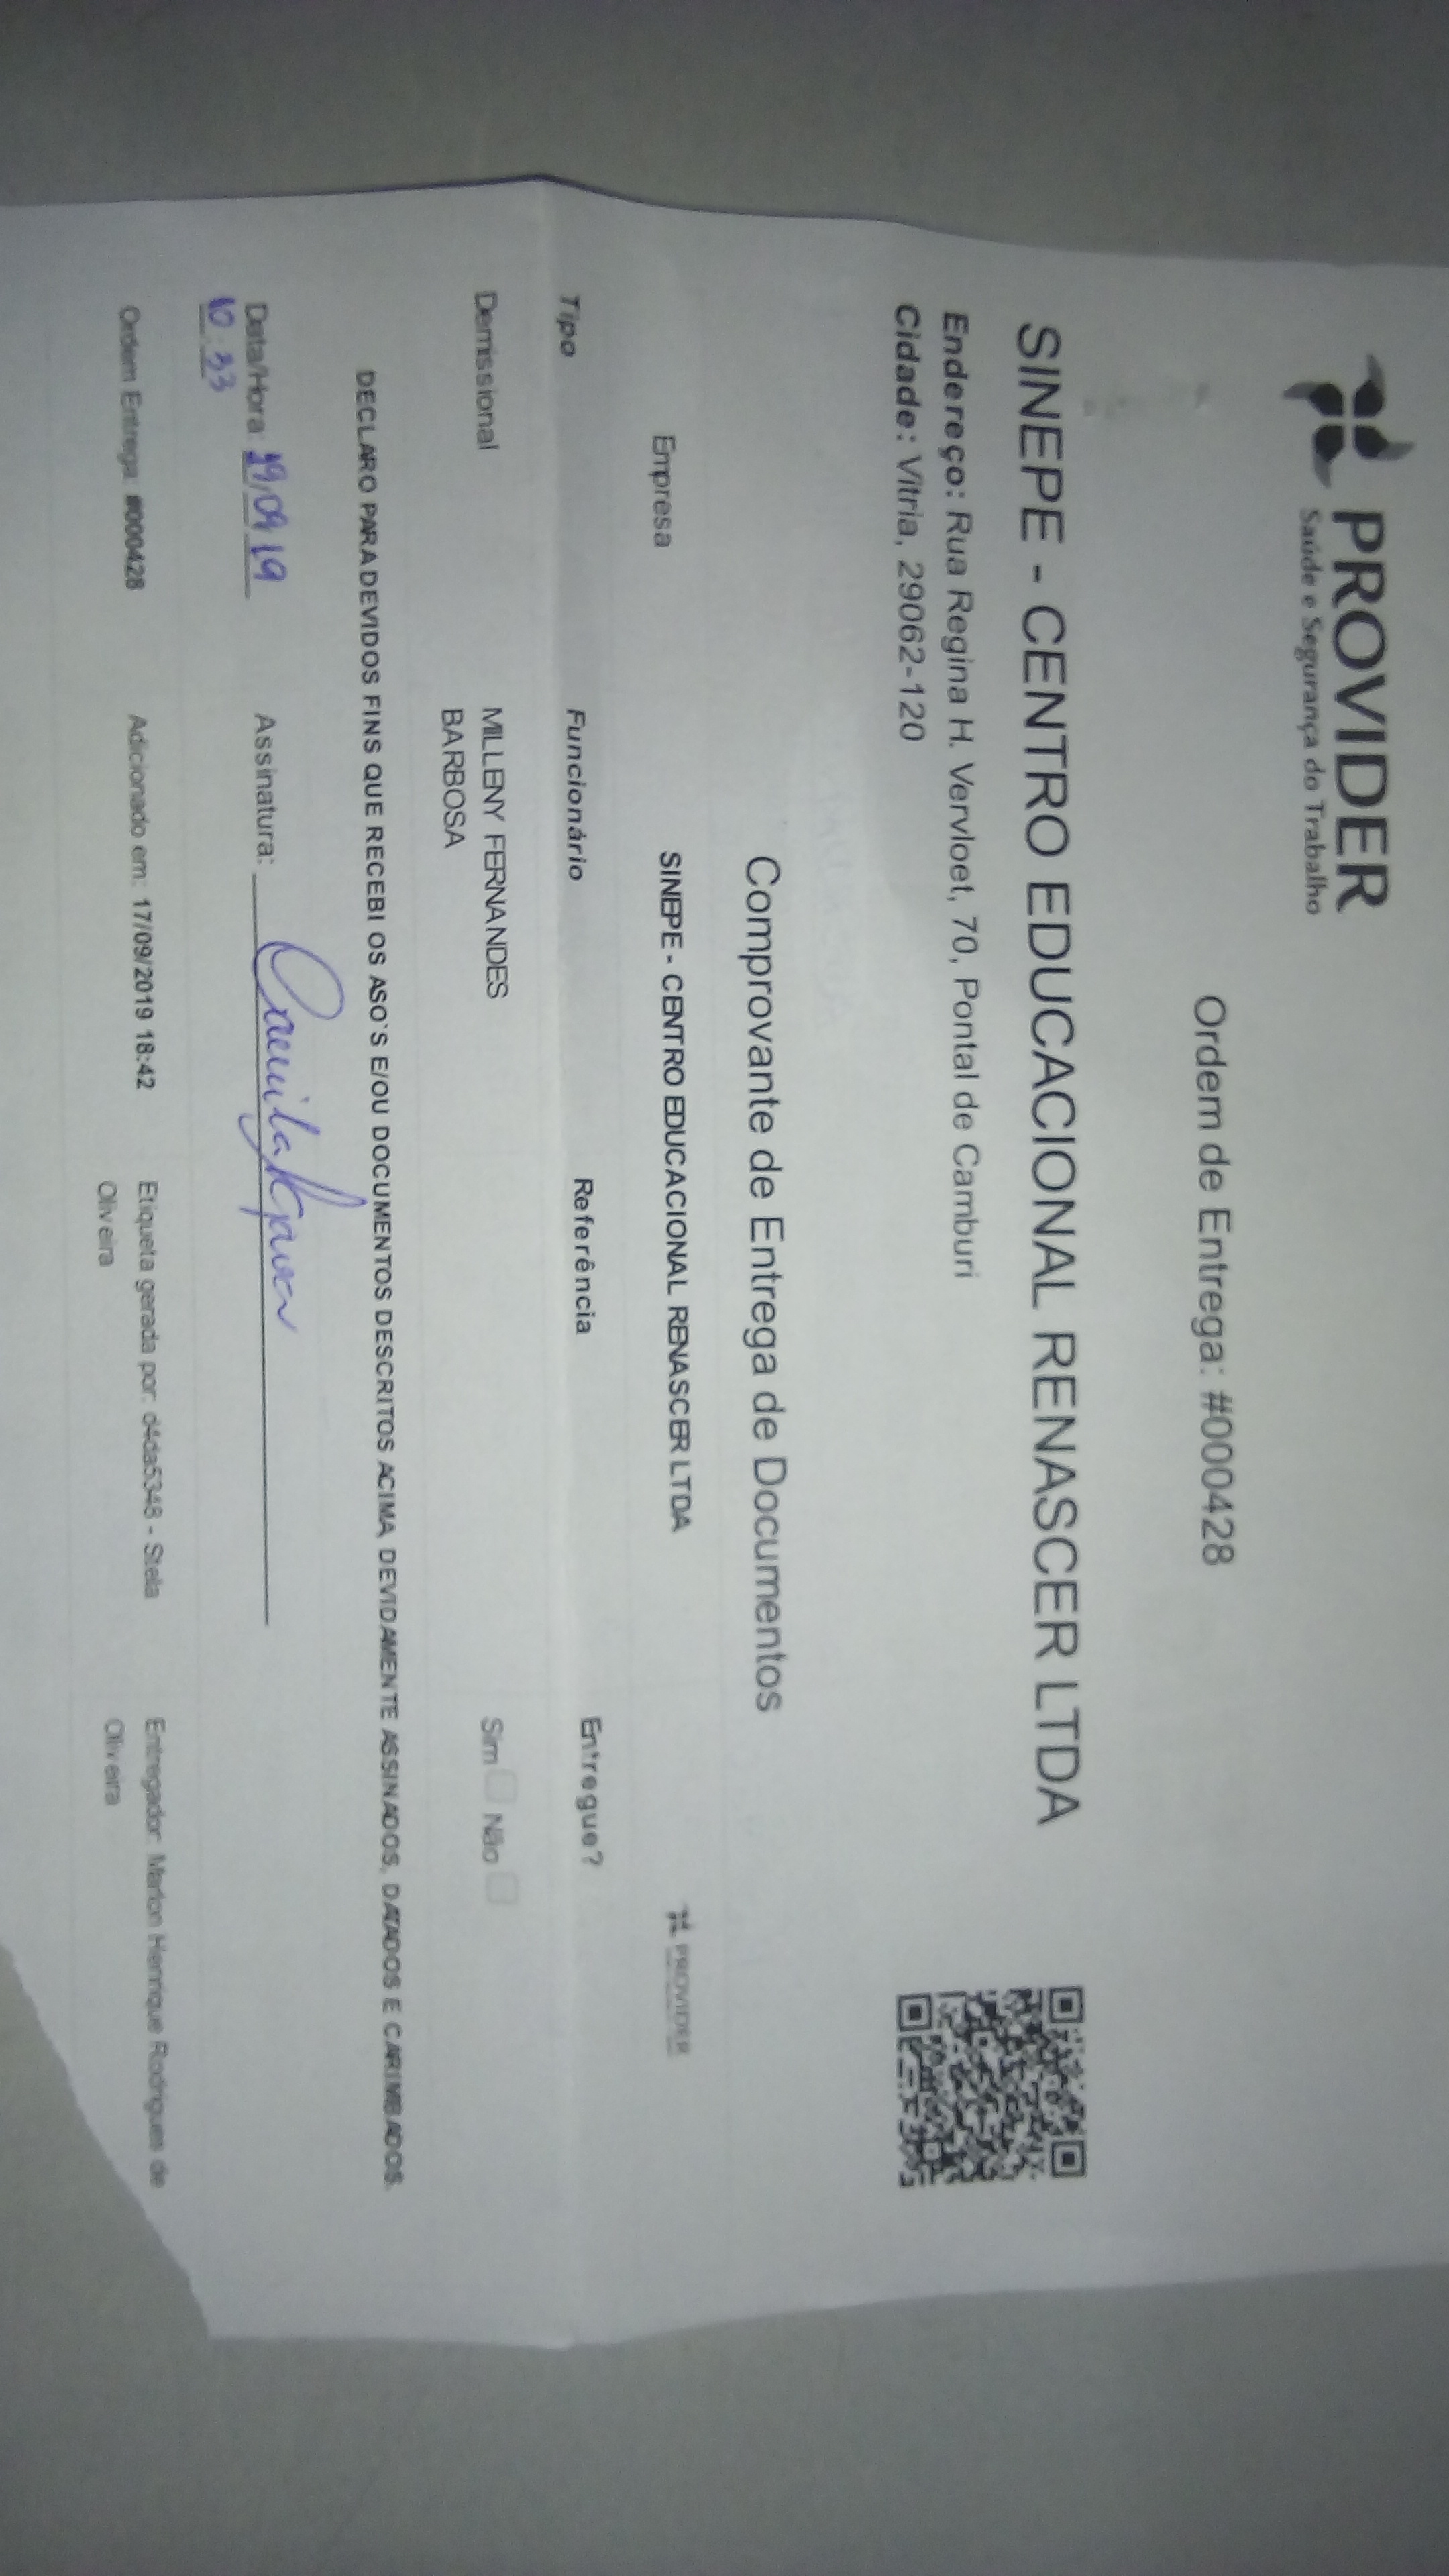 PROVIDER
Saúde e Segurança do Trabalho
Ordem de Entrega: #000428
SINEPE - CENTRO EDUCACIONAL RENASCER LTDA
Endereço: Rua Regina H. Vervloet, 70, Pontal de Camburi
Cidade: Vitria, 29062-120
Comprovante de Entrega de Documentos
Empresa SINEPE - CENTRO EDUCACIONAL RENASCER LTDA PROVIDER
Tipo Funcionário Referência Entregue?
Demissional MILLENY FERNANDES Sim Não
BARBOSA
DECLARO PARA DEVIDOS FINS QUE RECEBI OS ASO'S E/OU DOCUMENTOS DESCRITOS ACIMA DEVIDAMENTE ASSINADOS, DATADOS E CARIMBADOS.
Data/Hora: 19/09/19 Assinatura: Camila
10:33
Ordem Entrega: #000428 Adicionado em: 17/09/2019 18:42 Etiqueta gerada por: d4da5348 - Stela Entregador: Marlon Henrique Rodrigues de
Oliveira Oliveira